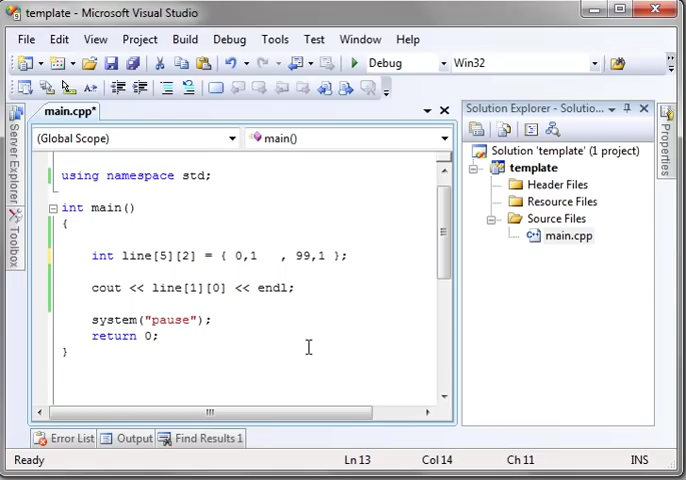 template - Microsoft Visual Studio
File Edit View Project Build Debug Tools Test Window Help
Debug Win32
main.cpp*
(Global Scope) main()
using namespace std;
int main()
{
int line[5][2] = { 0,1   , 99,1 };
cout << line[1][0] << endl;
system("pause");
return 0;
}
Server Explorer
Toolbox
Solution Explorer - Solutio...
Solution 'template' (1 project)
template
Header Files
Resource Files
Source Files
main.cpp
Properties
Error List Output Find Results 1
Ready Ln 13 Col 14 Ch 11 INS